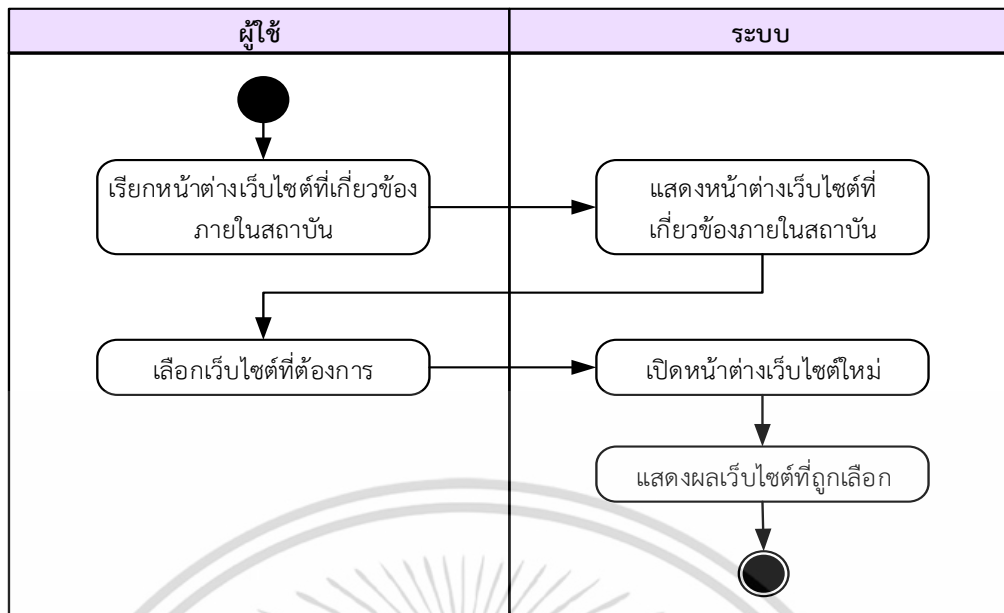 ผู้ใช้
ระบบ
เรียกหน้าต่างเว็บไซต์ที่เกี่ยวข้อง
ภายในสถาบัน
แสดงหน้าต่างเว็บไซต์ที่
เกี่ยวข้องภายในสถาบัน
เลือกเว็บไซต์ที่ต้องการ
เปิดหน้าต่างเว็บไซต์ใหม่
แสดงผลเว็บไซต์ที่ถูกเลือก